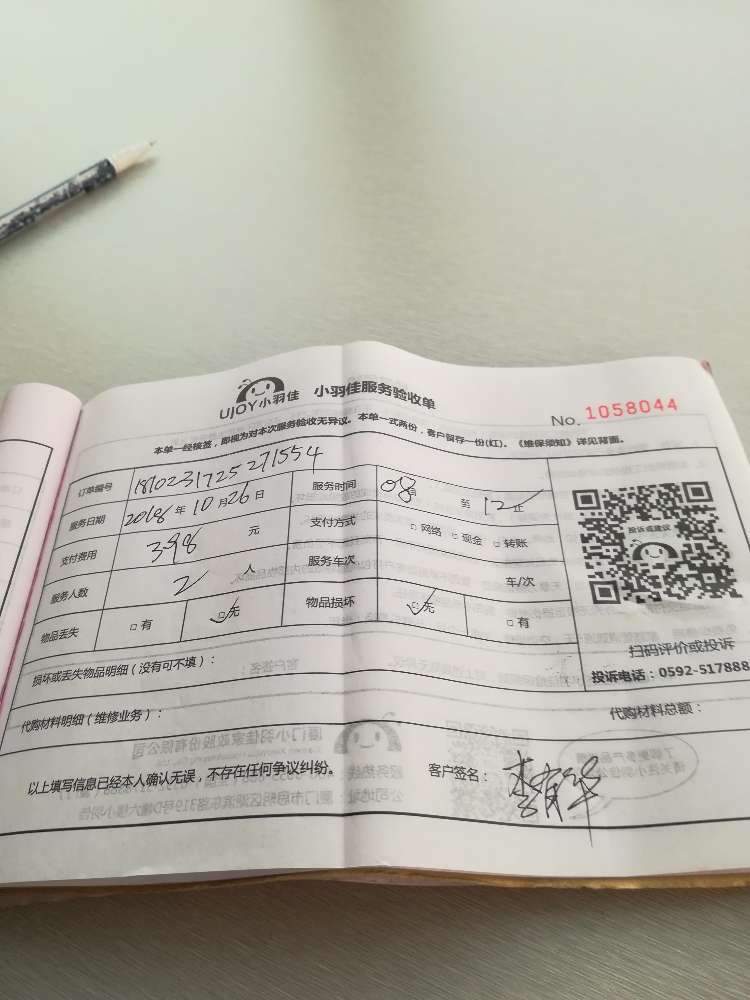 UJOY小羽佳 小羽佳服务验收单
No. 1058044
本单一经核签，即视为对本次服务验收无异议。本单一式两份，客户留存一份(红)。《维保须知》详见背面。
订单编号 1810231725271554 服务时间 08 至 12止
服务日期 2018年10月26日 支付方式 □网络 □现金 □转账
支付费用 398 元 服务车次 车/次
服务人数 2 人 物品损坏 □无 □有
物品丢失 □有 □无
投诉或建议
扫码评价或投诉
投诉电话：0592-517888
损坏或丢失物品明细（没有可不填）：
代购材料明细（维修业务）： 代购材料总额：
以上填写信息已经本人确认无误，不存在任何争议纠纷。 客户签名：